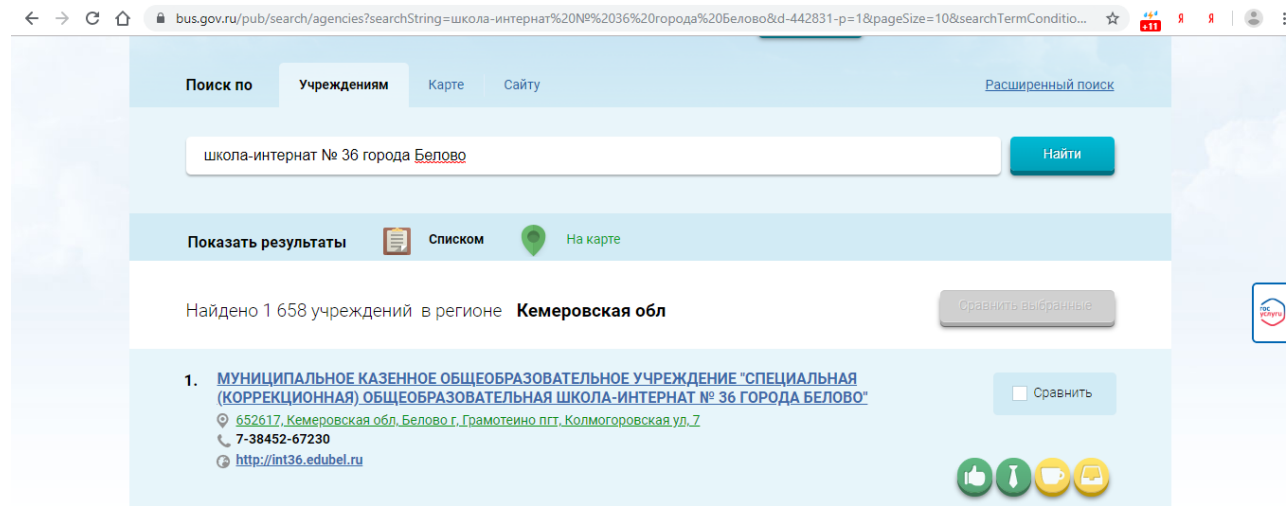 bus.gov.ru/pub/search/agencies?searchString=школа-интернат%20№%2036%20города%20Белово&d-442831-p=1&pageSize=10&searchTermConditio...
+11
Я Я
Поиск по Учреждениям Карте Сайту Расширенный поиск
школа-интернат № 36 города Белово Найти
Показать результаты Списком На карте
Найдено 1 658 учреждений в регионе Кемеровская обл Сравнить выбранные
гос
услуги
1. МУНИЦИПАЛЬНОЕ КАЗЕННОЕ ОБЩЕОБРАЗОВАТЕЛЬНОЕ УЧРЕЖДЕНИЕ "СПЕЦИАЛЬНАЯ
(КОРРЕКЦИОННАЯ) ОБЩЕОБРАЗОВАТЕЛЬНАЯ ШКОЛА-ИНТЕРНАТ № 36 ГОРОДА БЕЛОВО"
Сравнить
652617, Кемеровская обл, Белово г, Грамотеино пгт, Колмогоровская ул, 7
7-38452-67230
http://int36.edubel.ru